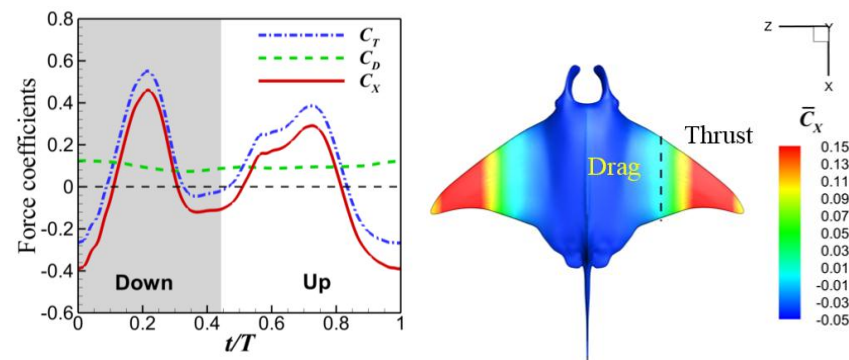 0.8
0.6
0.4
0.2
0
-0.2
-0.4
-0.6
Force coefficients
C_T
C_D
C_X
Down
Up
0
0.2
0.4
0.6
0.8
1
t/T
Drag
Thrust
Z
Y
X
C̄_X
0.15
0.13
0.11
0.09
0.07
0.05
0.03
0.01
-0.01
-0.03
-0.05